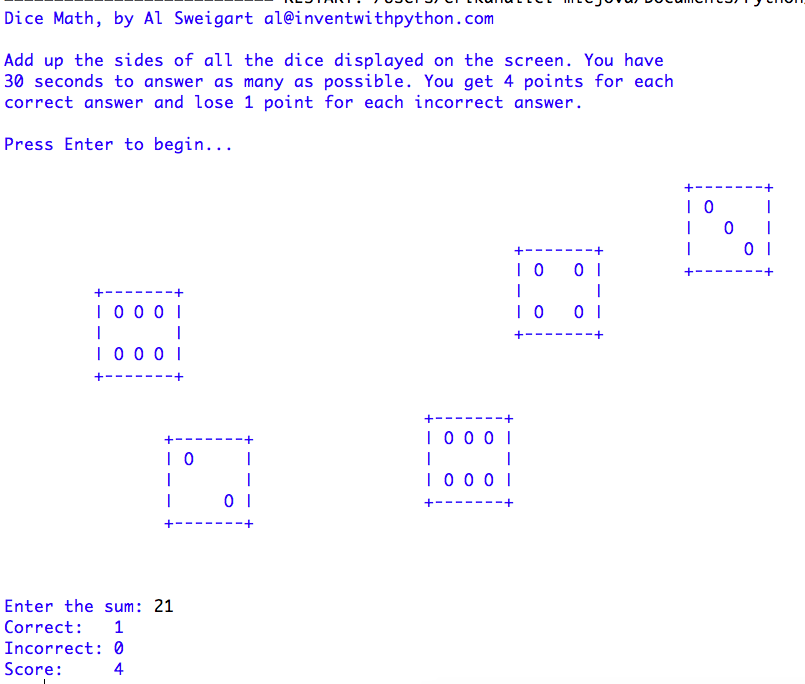 Dice Math, by Al Sweigart al@inventwithpython.com
Add up the sides of all the dice displayed on the screen. You have
30 seconds to answer as many as possible. You get 4 points for each
correct answer and lose 1 point for each incorrect answer.
Press Enter to begin...
+-------+
| O     |
|   O   |
|     O |
+-------+
+-------+
| O   O |
|       |
| O   O |
+-------+
+-------+
| O O O |
|       |
| O O O |
+-------+
+-------+
| O O O |
|       |
| O O O |
+-------+
+-------+
| O     |
|       |
|     O |
+-------+
Enter the sum: 21
Correct:   1
Incorrect: 0
Score:     4